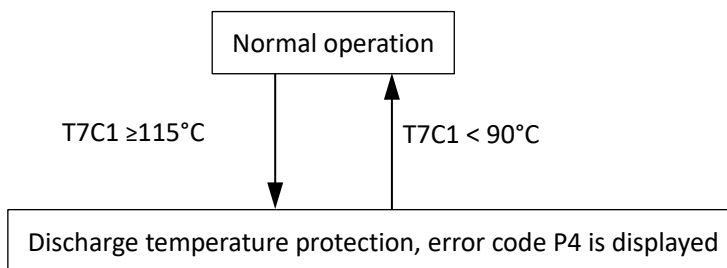 Normal operation
T7C1 ≥115°C
T7C1 < 90°C
Discharge temperature protection, error code P4 is displayed